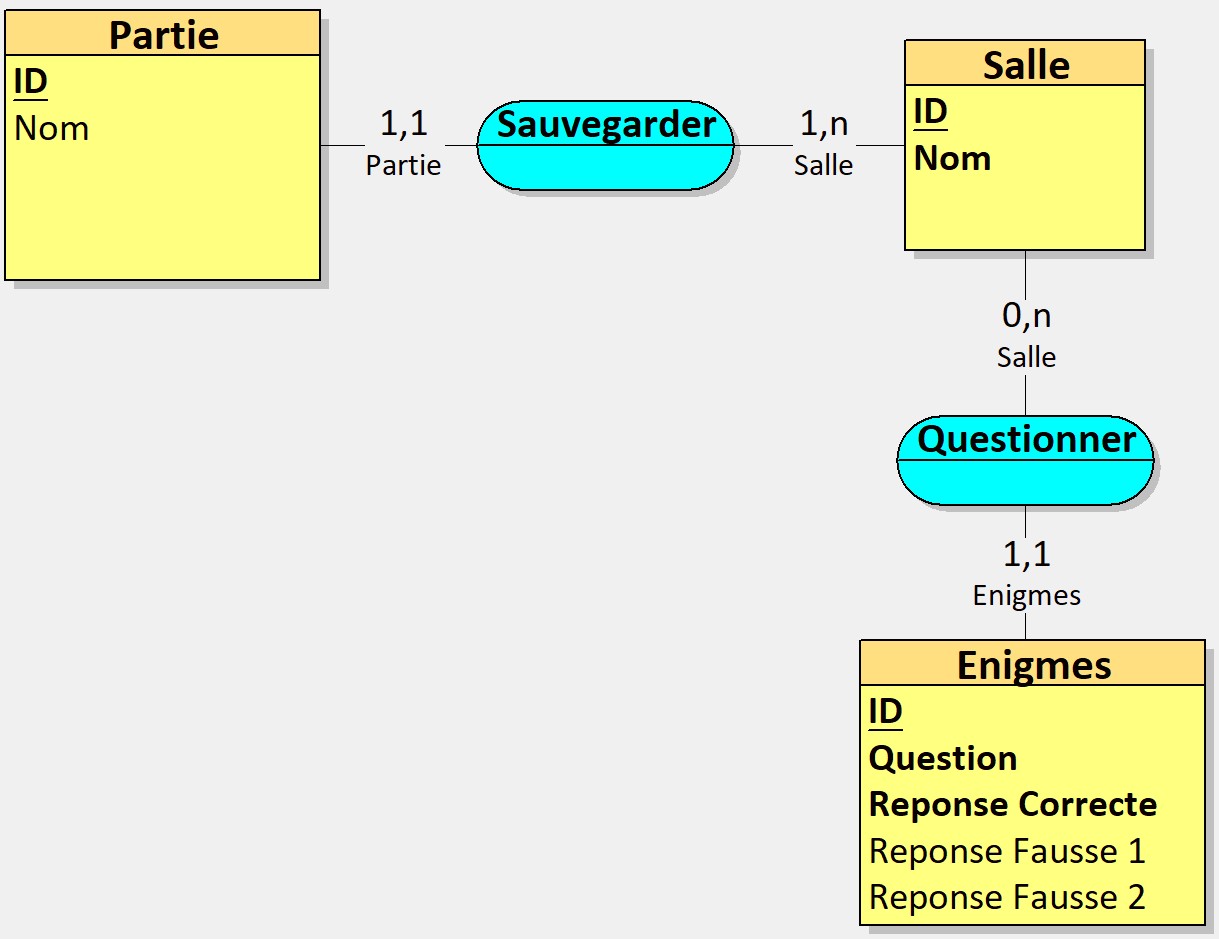 Partie
ID
Nom
1,1
Partie
Sauvegarder
1,n
Salle
Salle
ID
Nom
0,n
Salle
Questionner
1,1
Enigmes
Enigmes
ID
Question
Reponse Correcte
Reponse Fausse 1
Reponse Fausse 2